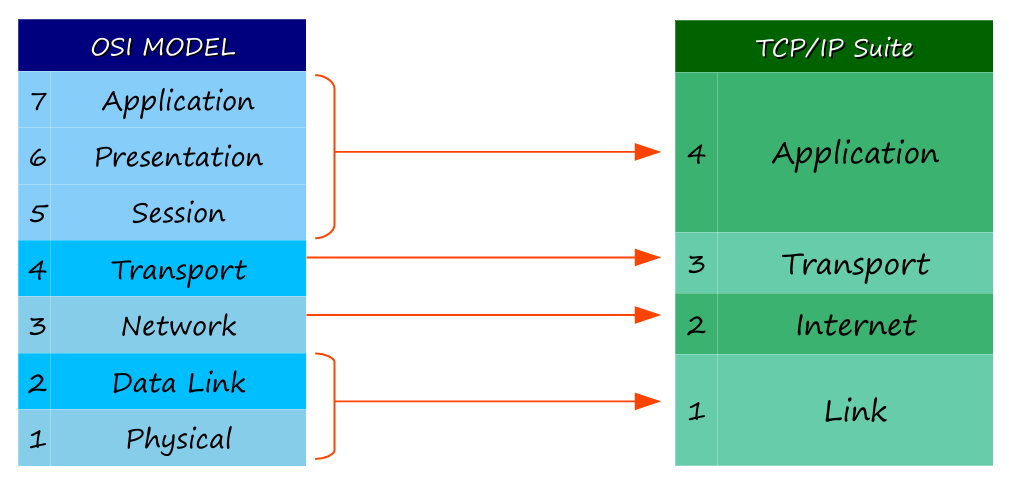 OSI MODEL
7 Application
6 Presentation
5 Session
4 Transport
3 Network
2 Data Link
1 Physical
TCP/IP Suite
4 Application
3 Transport
2 Internet
1 Link